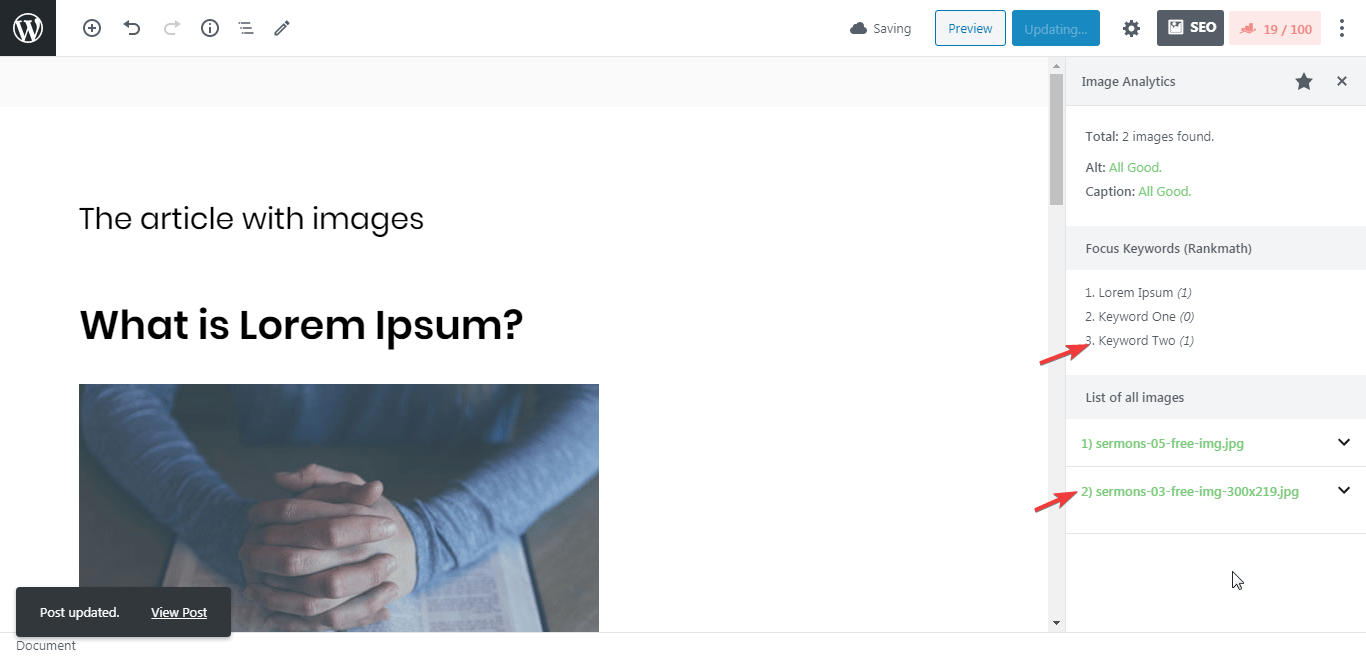 Saving
Preview
Updating...
SEO
19 / 100
Image Analytics
Total: 2 images found.
Alt: All Good.
Caption: All Good.
Focus Keywords (Rankmath)
1. Lorem Ipsum (1)
2. Keyword One (0)
3. Keyword Two (1)
List of all images
1) sermons-05-free-img.jpg
2) sermons-03-free-img-300x219.jpg
The article with images
What is Lorem Ipsum?
Post updated.
View Post
Document